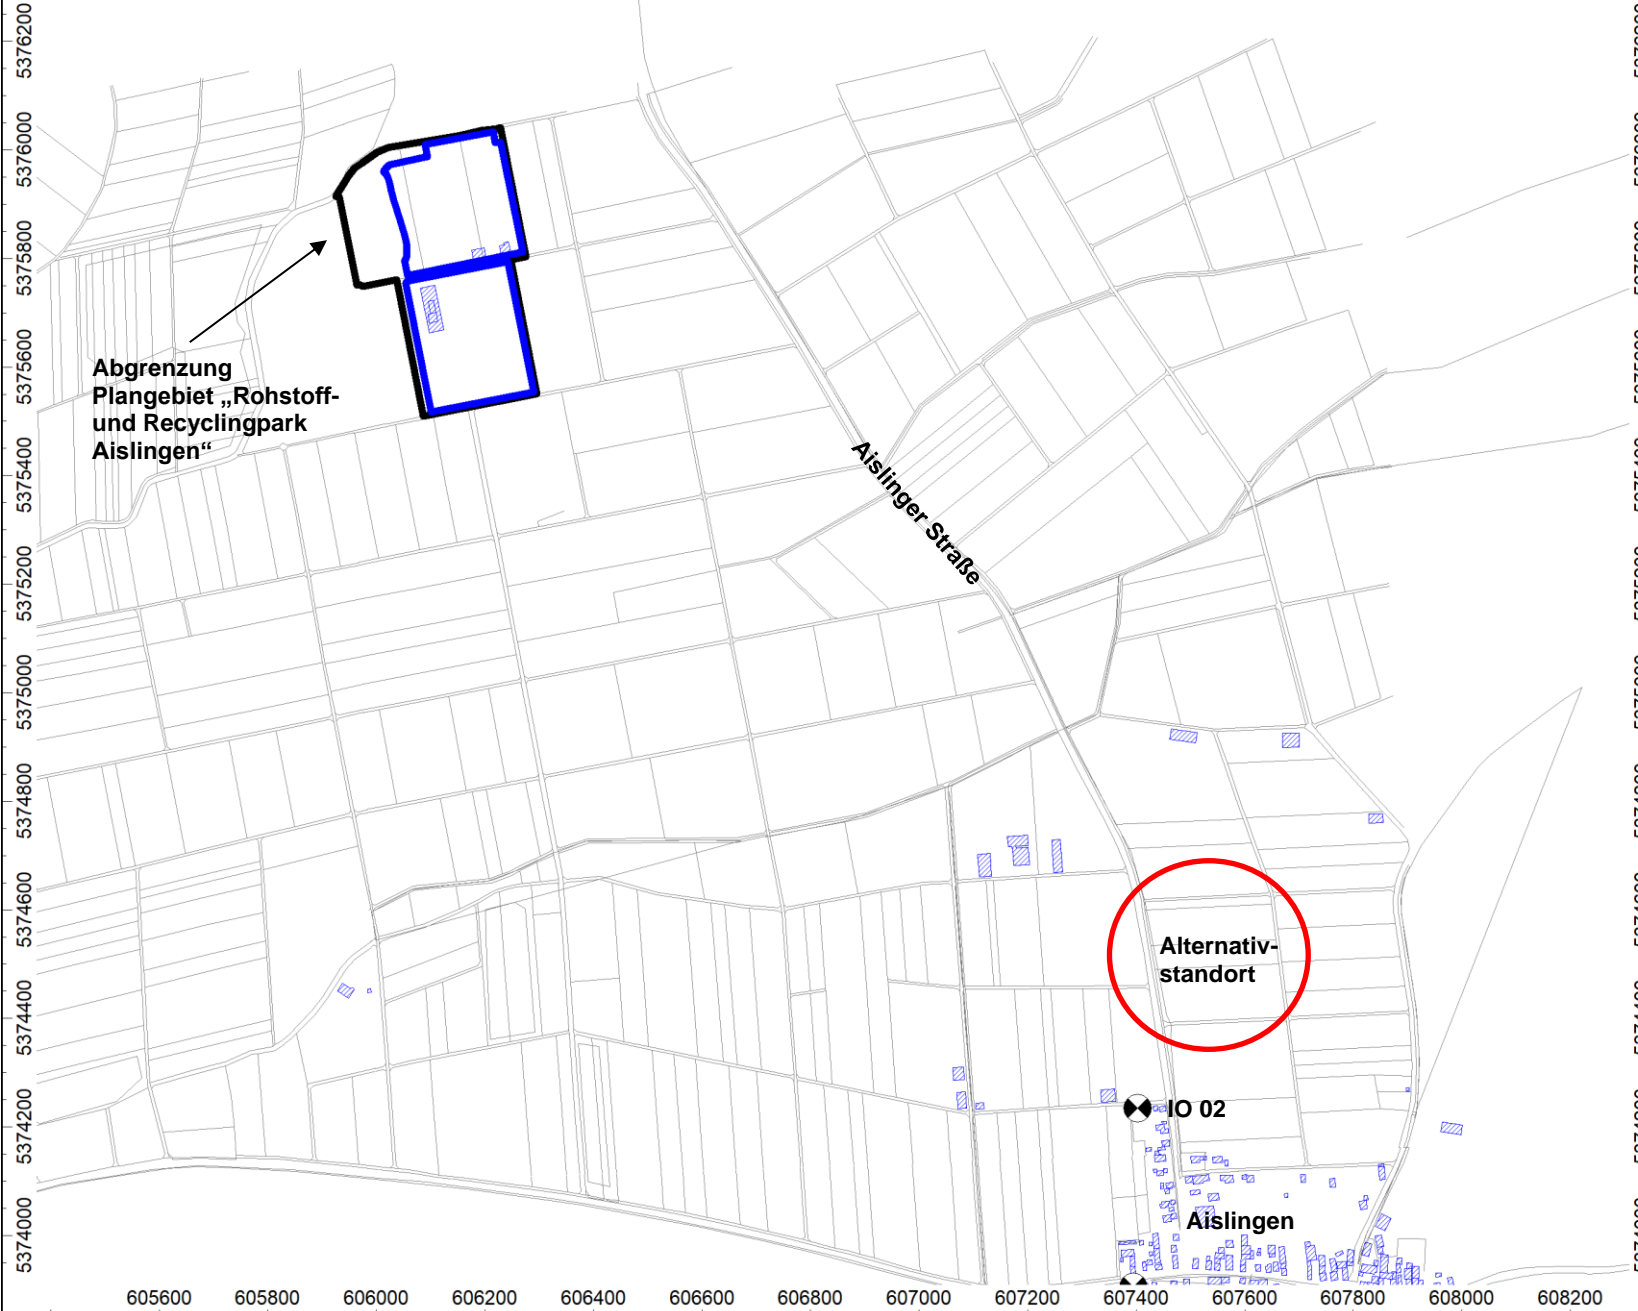 5376200
5376000
5375800
5375600
5375400
5375200
5375000
5374800
5374600
5374400
5374200
5374000
Abgrenzung
Plangebiet „Rohstoff-
und Recyclingpark
Aislingen“
Aislinger Straße
Alternativ-
standort
IO 02
Aislingen
605600 605800 606000 606200 606400 606600 606800 607000 607200 607400 607600 607800 608000 608200